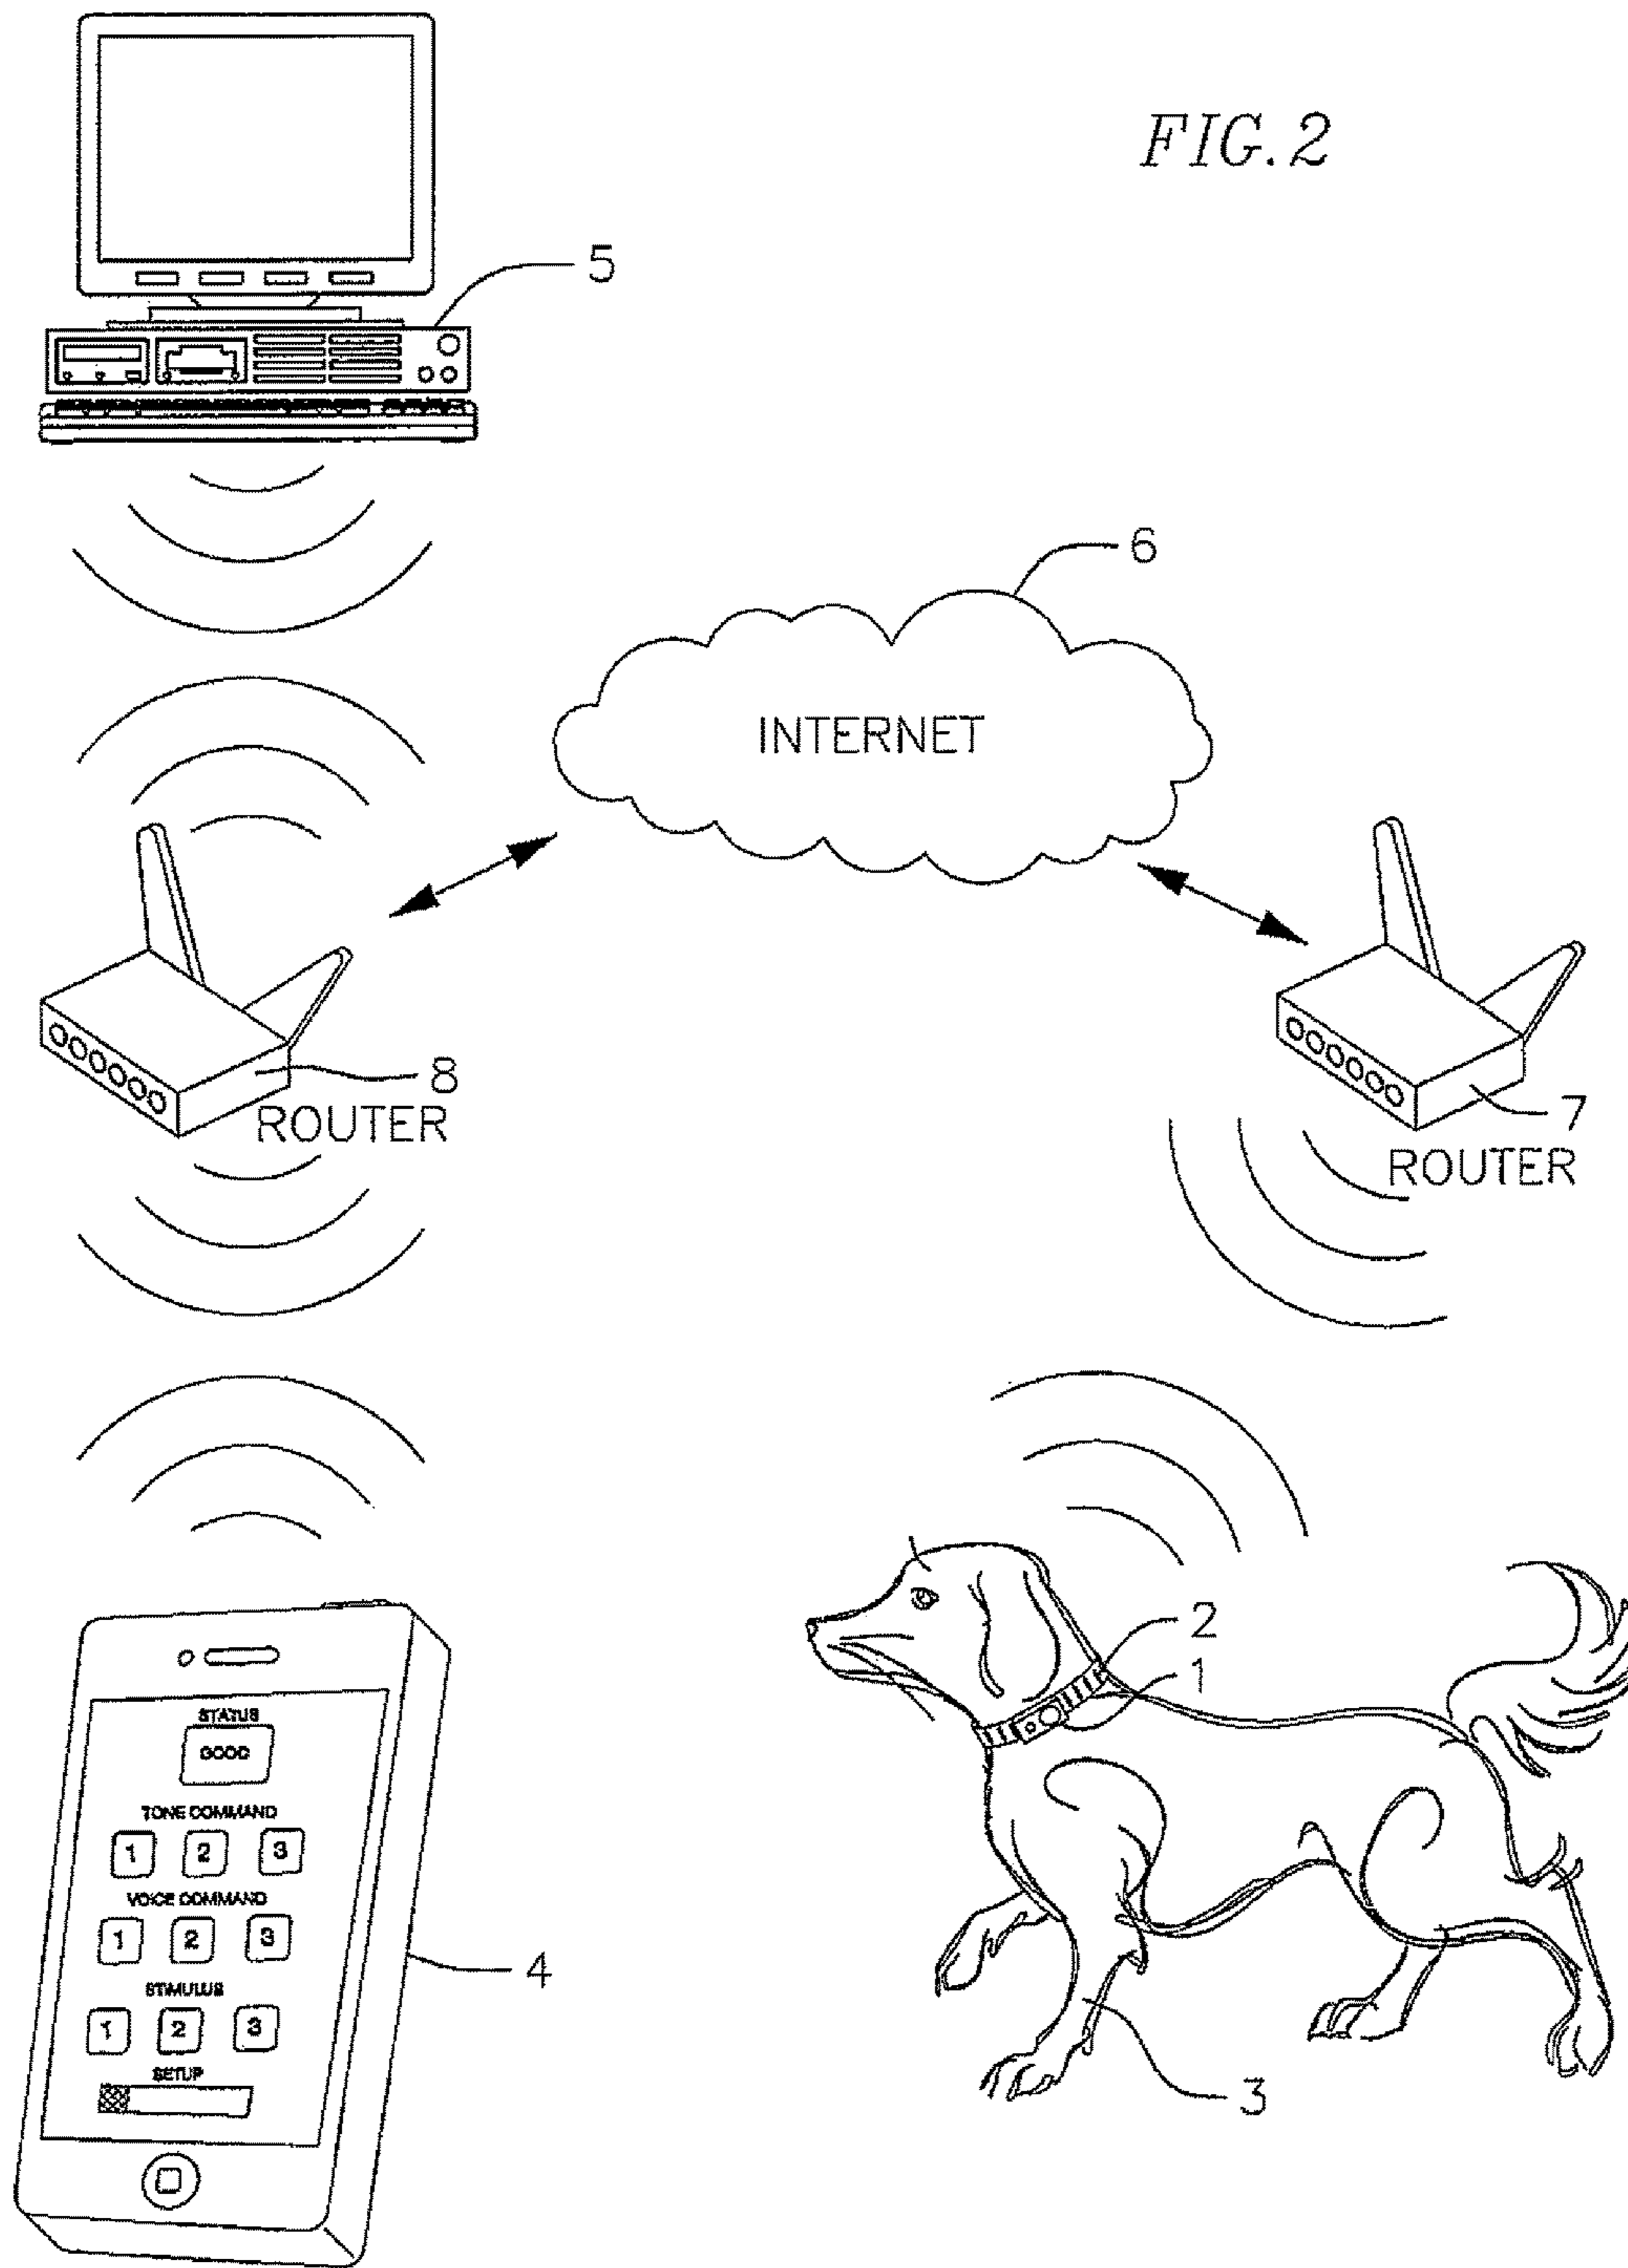 FIG. 2
5
6
INTERNET
8
ROUTER
7
ROUTER
2
1
STATUS
GOOD
TONE COMMAND
1 2 3
VOICE COMMAND
1 2 3
4
STIMULUS
1 2 3
SETUP
3